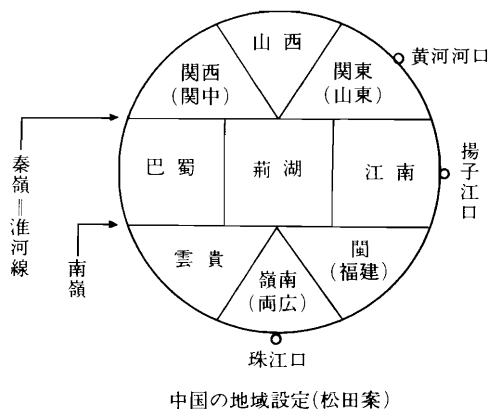 山西
関西
(関中)
関東
(山東)
黄河河口
巴蜀
荊湖
江南
揚子江口
秦嶺＝淮河線
南嶺
雲貴
嶺南
(両広)
閩
(福建)
珠江口
中国の地域設定(松田案)